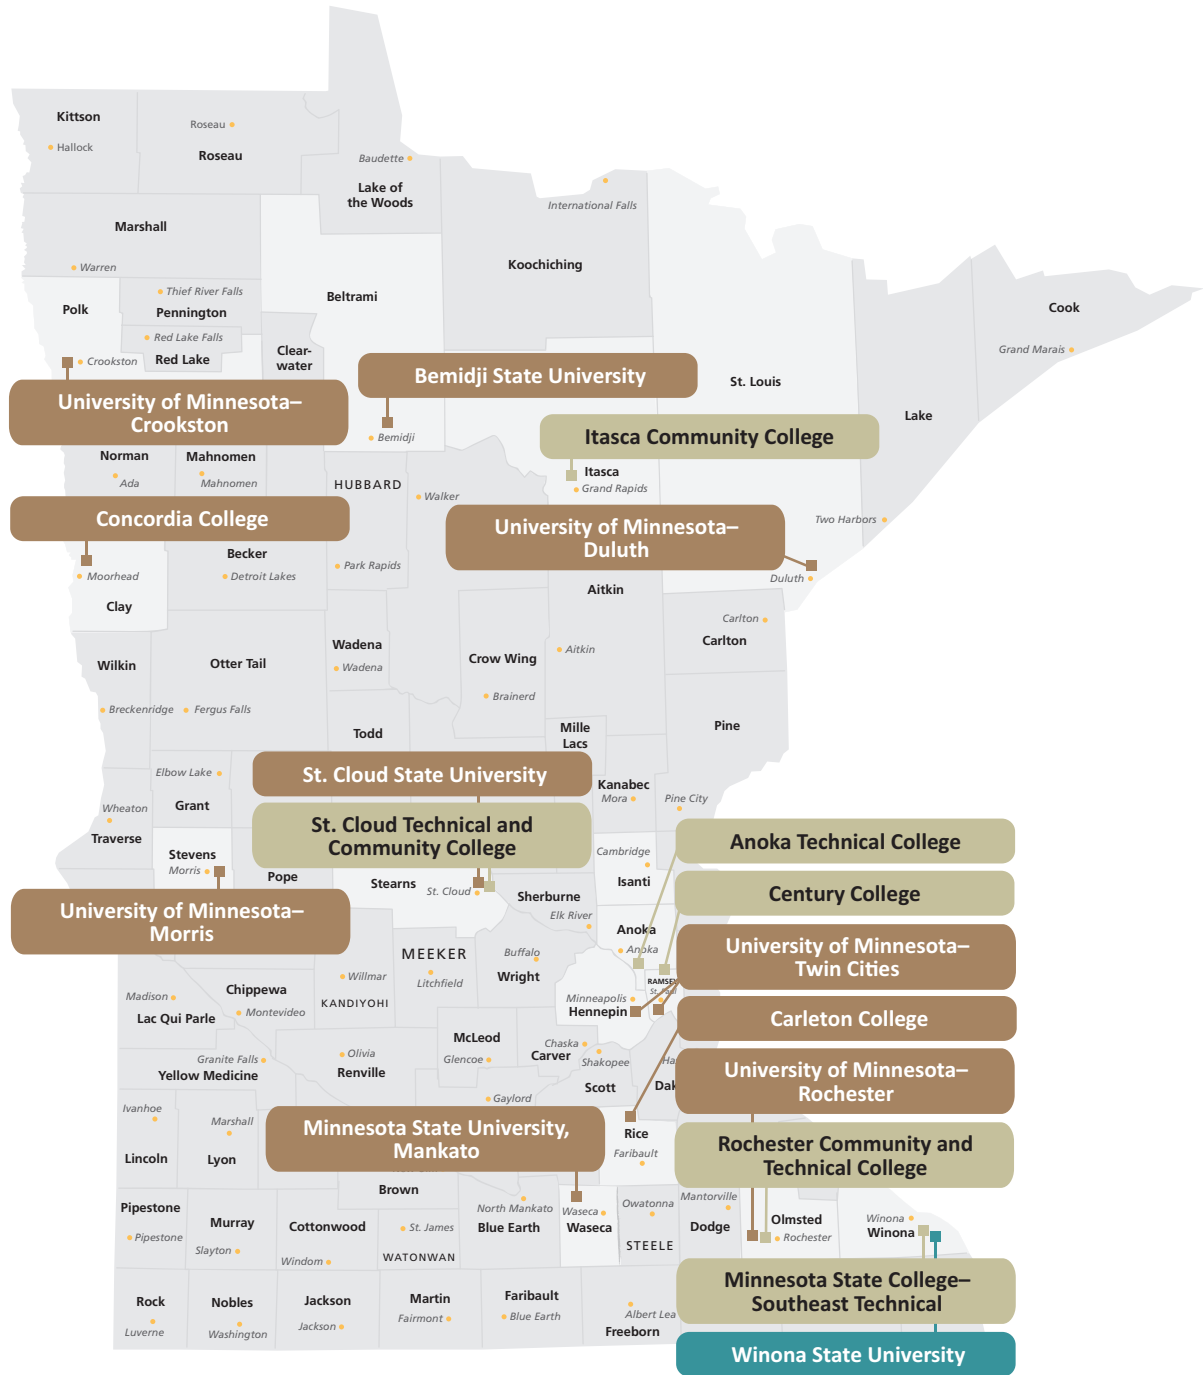 Kittson
Hallock
Roseau
Roseau
Baudette
Lake of
the Woods
International Falls
Koochiching
Marshall
Warren
Polk
Thief River Falls
Pennington
Red Lake Falls
Red Lake
Crookston
Clear-
water
Beltrami
Cook
Grand Marais
St. Louis
Lake
Bemidji State University
Bemidji
University of Minnesota–
Crookston
Itasca Community College
Itasca
Grand Rapids
Norman
Ada
Mahnomen
Mahnomen
HUBBARD
Walker
Two Harbors
Concordia College
University of Minnesota–
Duluth
Duluth
Moorhead
Clay
Becker
Detroit Lakes
Park Rapids
Aitkin
Aitkin
Carlton
Carlton
Wilkin
Otter Tail
Wadena
Wadena
Crow Wing
Brainerd
Breckenridge
Fergus Falls
Todd
Mille
Lacs
Pine
Elbow Lake
Grant
Wheaton
Traverse
St. Cloud State University
St. Cloud Technical and
Community College
Kanabec
Mora
Pine City
Stevens
Morris
Pope
Stearns
St. Cloud
Sherburne
Elk River
Cambridge
Isanti
Anoka Technical College
Century College
University of Minnesota–
Morris
Anoka
Anoka
University of Minnesota–
Twin Cities
MEEKER
Litchfield
Buffalo
Wright
RAMSEY
St. Paul
Minneapolis
Hennepin
Willmar
KANDIYOHI
Chippewa
Montevideo
Madison
Lac Qui Parle
Carleton College
McLeod
Glencoe
Chaska
Carver
Shakopee
Scott
Ha
Dak
Granite Falls
Yellow Medicine
Olivia
Renville
University of Minnesota–
Rochester
Gaylord
Ivanhoe
Lincoln
Marshall
Lyon
Minnesota State University,
Mankato
Rice
Faribault
Rochester Community and
Technical College
Brown
Pipestone
Pipestone
Murray
Slayton
Cottonwood
Windom
St. James
WATONWAN
North Mankato
Blue Earth
Waseca
Waseca
Owatonna
STEELE
Mantorville
Dodge
Olmsted
Rochester
Winona
Winona
Minnesota State College–
Southeast Technical
Rock
Luverne
Nobles
Washington
Jackson
Jackson
Martin
Fairmont
Faribault
Blue Earth
Albert Lea
Freeborn
Winona State University